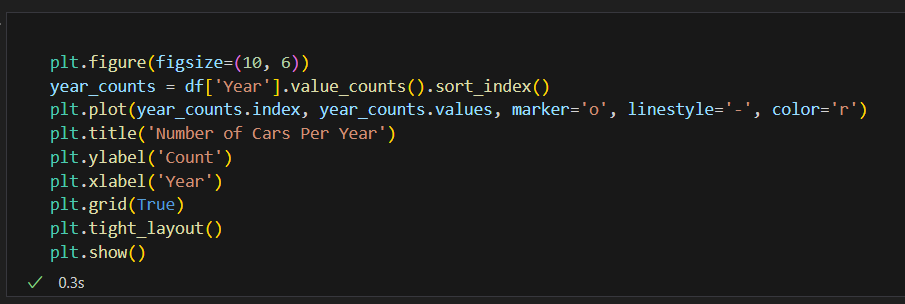 plt.figure(figsize=(10, 6))
year_counts = df['Year'].value_counts().sort_index()
plt.plot(year_counts.index, year_counts.values, marker='o', linestyle='-', color='r')
plt.title('Number of Cars Per Year')
plt.ylabel('Count')
plt.xlabel('Year')
plt.grid(True)
plt.tight_layout()
plt.show()
0.3s